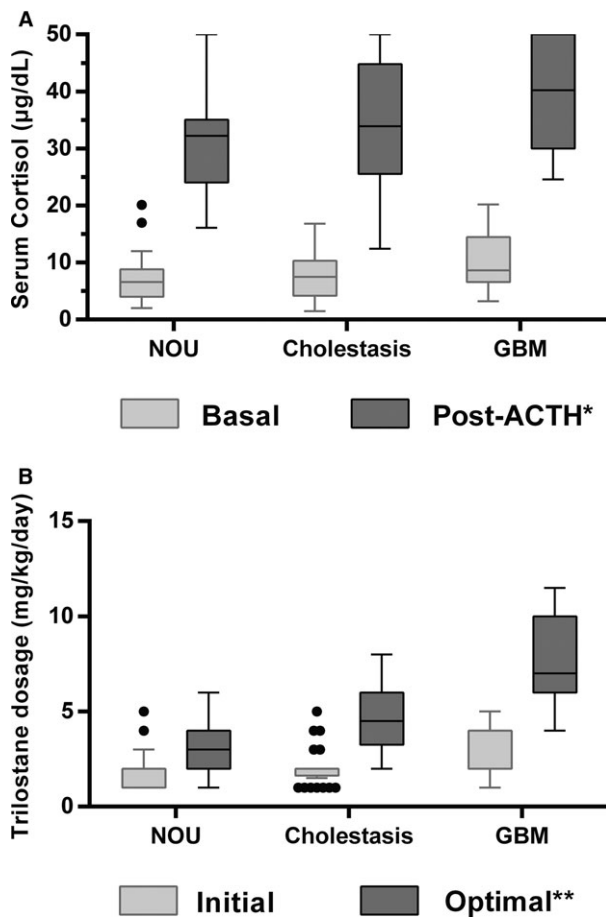 A
Serum Cortisol (µg/dL)
50
40
30
20
10
0
NOU Cholestasis GBM
Basal Post-ACTH*
B
Trilostane dosage (mg/kg/day)
15
10
5
0
NOU Cholestasis GBM
Initial Optimal**